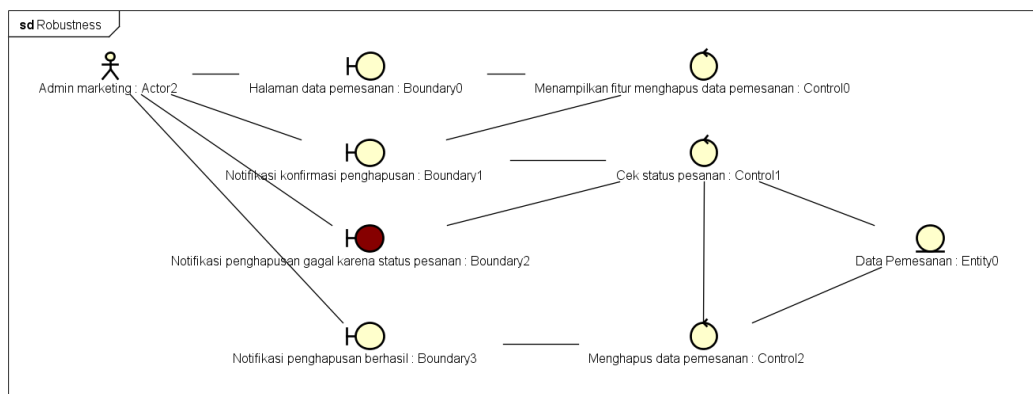 sd Robustness
Admin marketing : Actor2
Halaman data pemesanan : Boundary0
Menampilkan fitur menghapus data pemesanan : Control0
Notifikasi konfirmasi penghapusan : Boundary1
Cek status pesanan : Control1
Notifikasi penghapusan gagal karena status pesanan : Boundary2
Data Pemesanan : Entity0
Notifikasi penghapusan berhasil : Boundary3
Menghapus data pemesanan : Control2